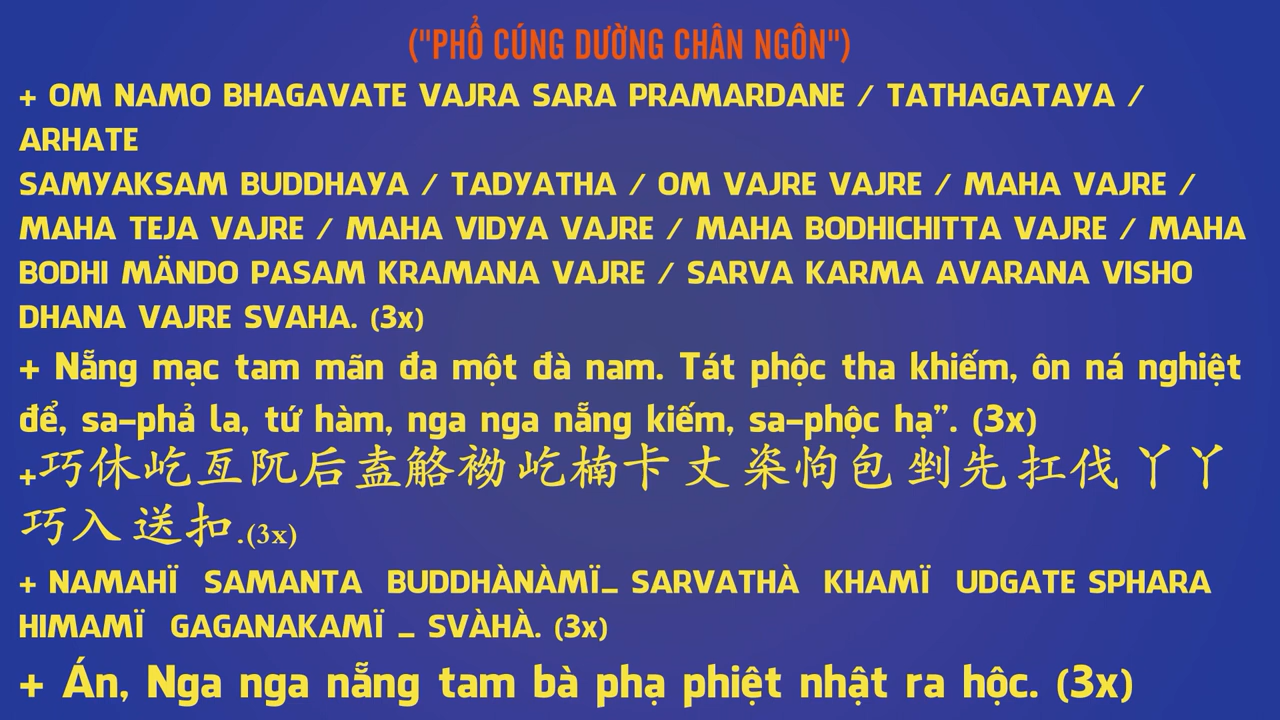 ("PHỔ CÚNG DƯỜNG CHÂN NGÔN")
+ OM NAMO BHAGAVATE VAJRA SARA PRAMARDANE / TATHAGATAYA /
ARHATE
SAMYAKSAM BUDDHAYA / TADYATHA / OM VAJRE VAJRE / MAHA VAJRE /
MAHA TEJA VAJRE / MAHA VIDYA VAJRE / MAHA BODHICHITTA VAJRE / MAHA
BODHI MÄNDO PASAM KRAMANA VAJRE / SARVA KARMA AVARANA VISHO
DHANA VAJRE SVAHA. (3x)
+ Nẵng mạc tam mãn đa một đà nam. Tát phộc tha khiếm, ôn ná nghiệt
để, sa-phả la, tứ hàm, nga nga nẵng kiếm, sa-phộc hạ”. (3x)
+巧休屹亙阢后盍觡袎屹楠卡丈 栥恦包 剉先 扛伐 丫丫
巧入 送扣.(3x)
+ NAMAHÏ SAMANTA BUDDHÀNÀMÏ_ SARVATHÀ KHAMÏ UDGATE SPHARA
HIMAMÏ GAGANAKAMÏ _ SVÀHÀ. (3x)
+ Án, Nga nga nẵng tam bà phạ phiệt nhật ra hộc. (3x)